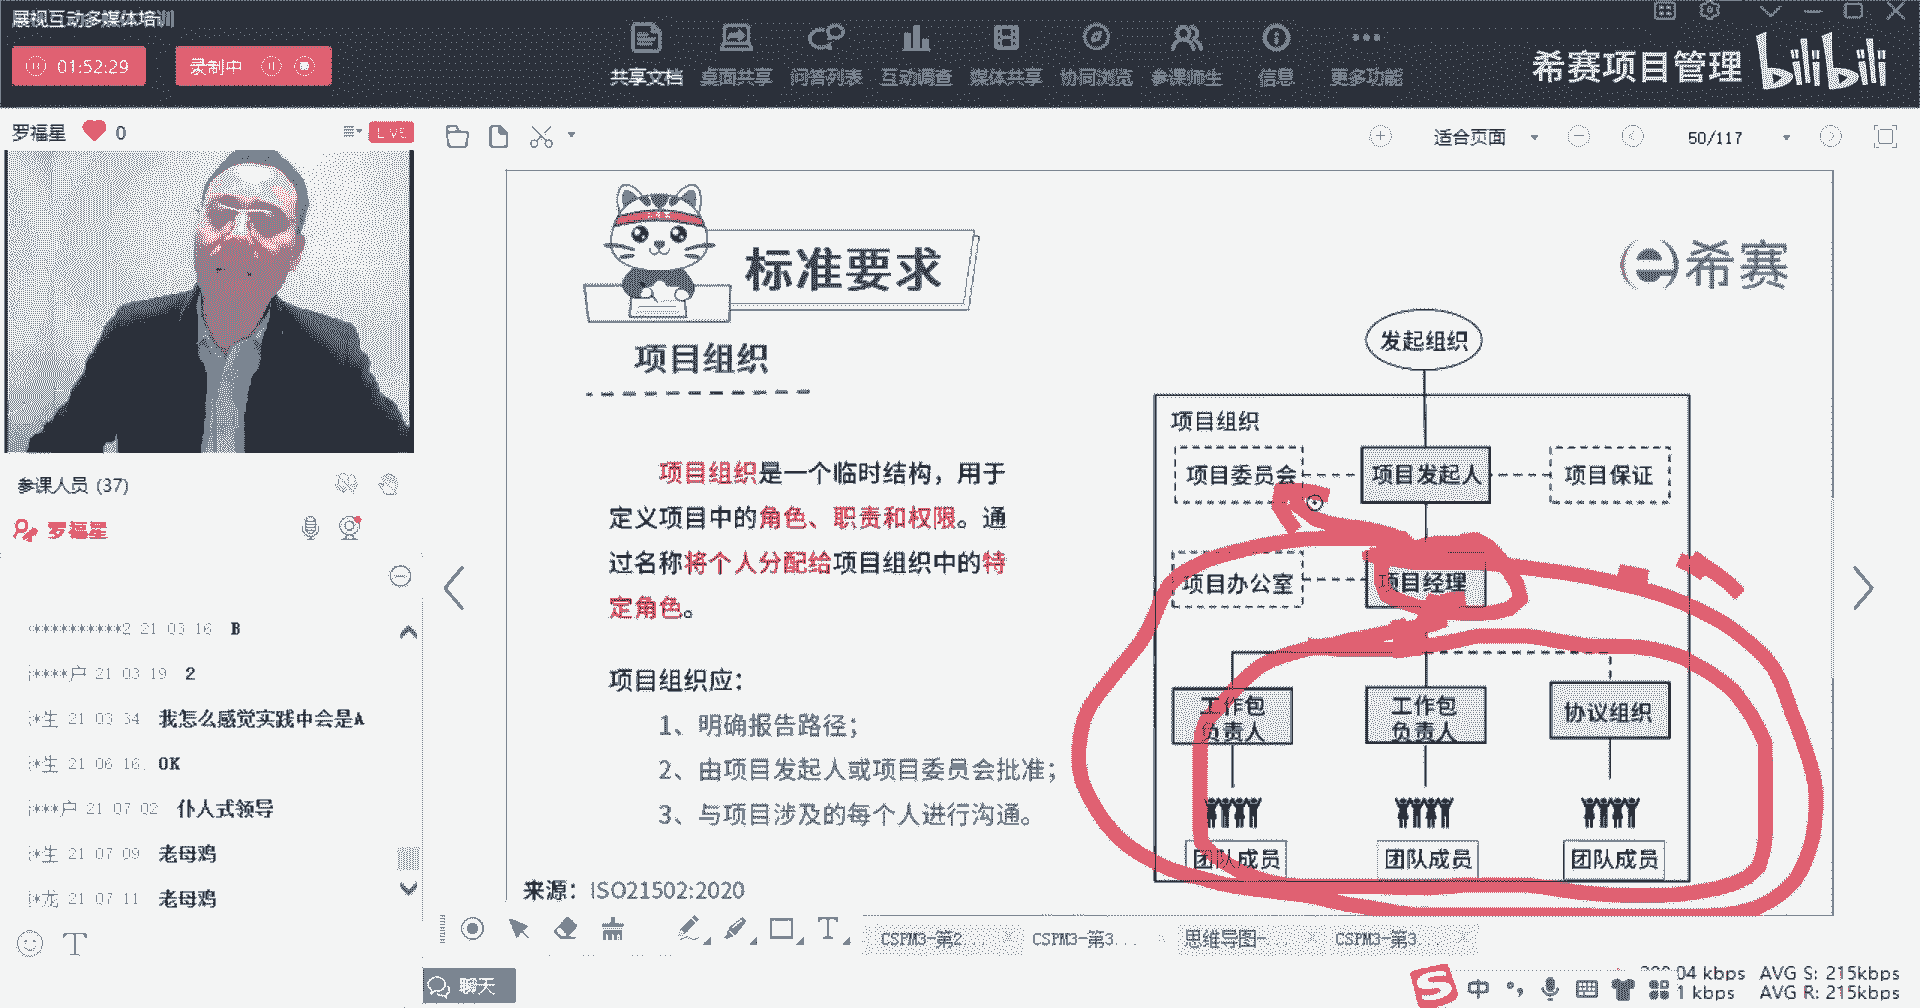 展视互动多媒体培训
01:52:29
录制中
共享文档 桌面共享 问答列表 互动调查 媒体共享 协同浏览 参课师生 信息 更多功能
希赛项目管理 bilibili
罗福星 0 LIVE
适合页面 50/117
参课人员 (37)
罗福星
**********2 21 03 16 B
****户 21 03 19 2
*生 21 03 34 我怎么感觉实践中会是A
*生 21 06 16 OK
***户 21 07 02 仆人式领导
*生 21 07 09 老母鸡
*龙 21 07 11 老母鸡
T
聊天
标准要求
希赛
项目组织
项目组织是一个临时结构，用于
定义项目中的角色、职责和权限。通
过名称将个人分配给项目组织中的特
定角色。
项目组织应：
1、明确报告路径；
2、由项目发起人或项目委员会批准；
3、与项目涉及的每个人进行沟通。
来源：ISO21502:2020
发起组织
项目组织
项目委员会 项目发起人 项目保证
项目办公室 项目经理
工作包
负责人
工作包
负责人
协议组织
团队成员 团队成员 团队成员
T
CSPM3-第2... CSPM3-第3... 思维导图-... CSPM3-第3...
S 中
04 kbps AVG S: 215kbps
1 kbps AVG R: 215kbps